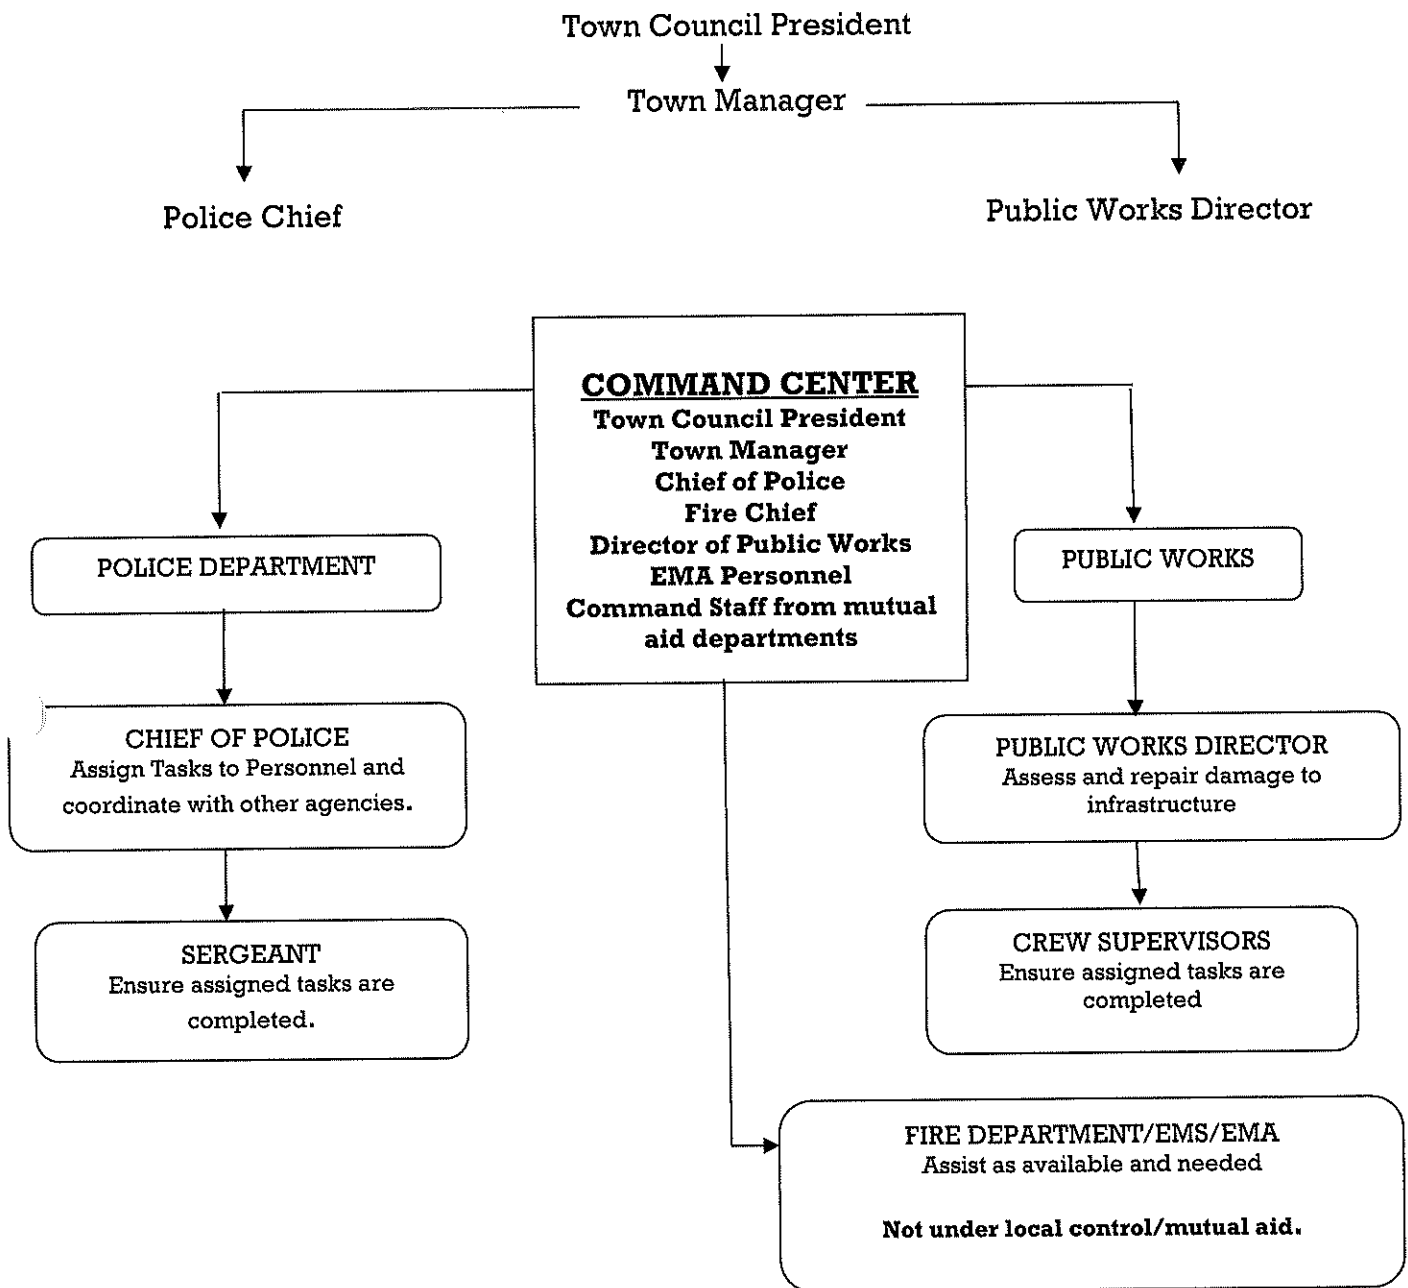 Town Council President
Town Manager
Police Chief
Public Works Director
COMMAND CENTER
Town Council President
Town Manager
Chief of Police
Fire Chief
Director of Public Works
EMA Personnel
Command Staff from mutual
aid departments
POLICE DEPARTMENT
PUBLIC WORKS
CHIEF OF POLICE
Assign Tasks to Personnel and
coordinate with other agencies.
PUBLIC WORKS DIRECTOR
Assess and repair damage to
infrastructure
SERGEANT
Ensure assigned tasks are
completed.
CREW SUPERVISORS
Ensure assigned tasks are
completed
FIRE DEPARTMENT/EMS/EMA
Assist as available and needed
Not under local control/mutual aid.